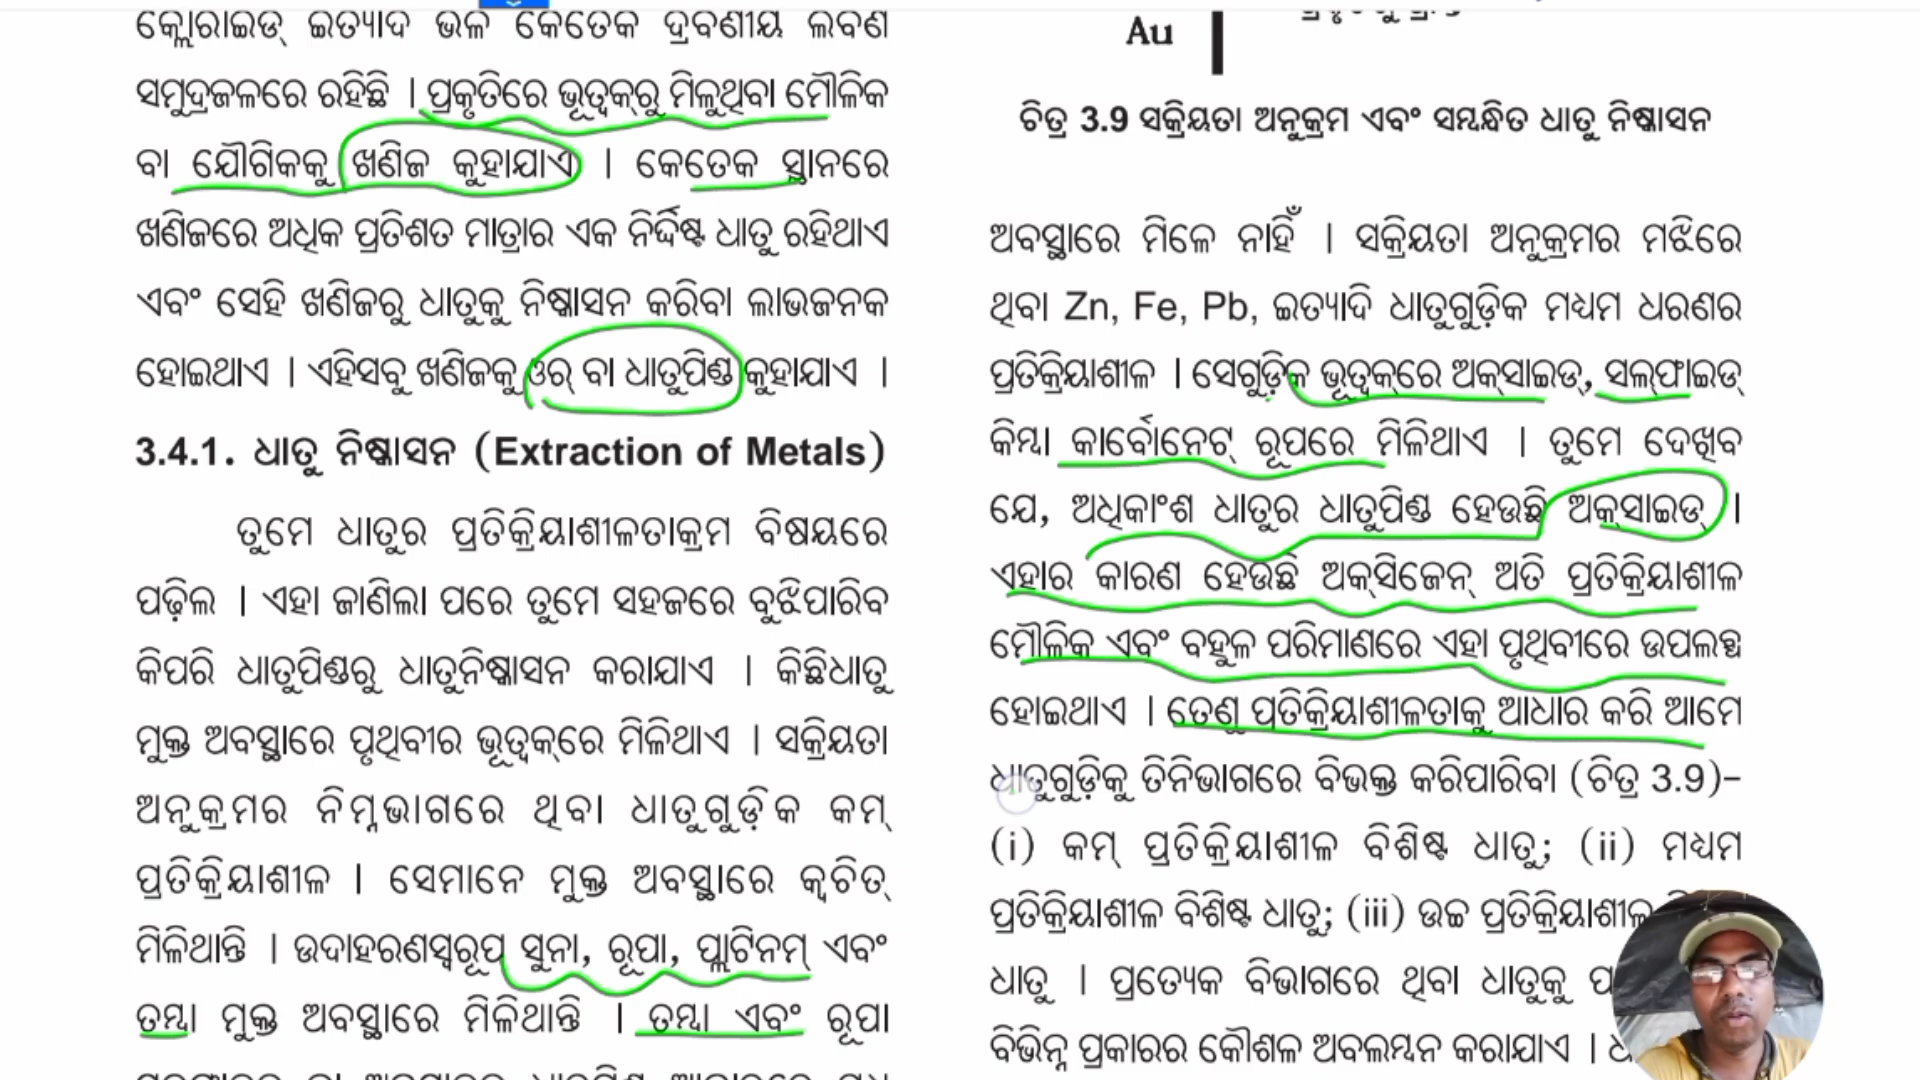 କ୍ଲୋରାଇଡ୍ ଇତ୍ୟାଦି ଭଳି କେତେକ ଦ୍ରବଣୀୟ ଲବଣ
ସମୁଦ୍ରଜଳରେ ରହିଛି । ପ୍ରକୃତିରେ ଭୂତ୍ୱକ୍‌ରୁ ମିଳୁଥିବା ମୌଳିକ
ବା ଯୌଗିକକୁ ଖଣିଜ କୁହାଯାଏ । କେତେକ ସ୍ଥାନରେ
ଖଣିଜରେ ଅଧିକ ପ୍ରତିଶତ ମାତ୍ରାର ଏକ ନିର୍ଦ୍ଦିଷ୍ଟ ଧାତୁ ରହିଥାଏ
ଏବଂ ସେହି ଖଣିଜରୁ ଧାତୁକୁ ନିଷ୍କାସନ କରିବା ଲାଭଜନକ
ହୋଇଥାଏ । ଏହିସବୁ ଖଣିଜକୁ ଓର୍ ବା ଧାତୁପିଣ୍ଡ କୁହାଯାଏ ।
3.4.1. ଧାତୁ ନିଷ୍କାସନ (Extraction of Metals)
ତୁମେ ଧାତୁର ପ୍ରତିକ୍ରିୟାଶୀଳତାକ୍ରମ ବିଷୟରେ
ପଢ଼ିଲ । ଏହା ଜାଣିଲା ପରେ ତୁମେ ସହଜରେ ବୁଝିପାରିବ
କିପରି ଧାତୁପିଣ୍ଡରୁ ଧାତୁନିଷ୍କାସନ କରାଯାଏ । କିଛିଧାତୁ
ମୁକ୍ତ ଅବସ୍ଥାରେ ପୃଥିବୀର ଭୂତ୍ୱକ୍‌ରେ ମିଳିଥାଏ । ସକ୍ରିୟତା
ଅନୁକ୍ରମର ନିମ୍ନଭାଗରେ ଥିବା ଧାତୁଗୁଡ଼ିକ କମ୍
ପ୍ରତିକ୍ରିୟାଶୀଳ । ସେମାନେ ମୁକ୍ତ ଅବସ୍ଥାରେ କ୍ୱଚିତ୍
ମିଳିଥାନ୍ତି । ଉଦାହରଣସ୍ୱରୂପ ସୁନା, ରୂପା, ପ୍ଲାଟିନମ୍ ଏବଂ
ତମ୍ବା ମୁକ୍ତ ଅବସ୍ଥାରେ ମିଳିଥାନ୍ତି । ତମ୍ବା ଏବଂ ରୂପା
Au
ଚିତ୍ର 3.9 ସକ୍ରିୟତା ଅନୁକ୍ରମ ଏବଂ ସମ୍ବନ୍ଧିତ ଧାତୁ ନିଷ୍କାସନ
ଅବସ୍ଥାରେ ମିଳେ ନାହିଁ । ସକ୍ରିୟତା ଅନୁକ୍ରମର ମଝିରେ
ଥିବା Zn, Fe, Pb, ଇତ୍ୟାଦି ଧାତୁଗୁଡ଼ିକ ମଧ୍ୟମ ଧରଣର
ପ୍ରତିକ୍ରିୟାଶୀଳ । ସେଗୁଡ଼ିକ ଭୂତ୍ୱକ୍‌ରେ ଅକ୍‌ସାଇଡ୍, ସଲ୍‌ଫାଇଡ୍
କିମ୍ବା କାର୍ବୋନେଟ୍ ରୂପରେ ମିଳିଥାଏ । ତୁମେ ଦେଖିବ
ଯେ, ଅଧିକାଂଶ ଧାତୁର ଧାତୁପିଣ୍ଡ ହେଉଛି ଅକ୍‌ସାଇଡ୍ ।
ଏହାର କାରଣ ହେଉଛି ଅକ୍‌ସିଜେନ୍ ଅତି ପ୍ରତିକ୍ରିୟାଶୀଳ
ମୌଳିକ ଏବଂ ବହୁଳ ପରିମାଣରେ ଏହା ପୃଥିବୀରେ ଉପଲବ୍ଧ
ହୋଇଥାଏ । ତେଣୁ ପ୍ରତିକ୍ରିୟାଶୀଳତାକୁ ଆଧାର କରି ଆମେ
ଧାତୁଗୁଡ଼ିକୁ ତିନିଭାଗରେ ବିଭକ୍ତ କରିପାରିବା (ଚିତ୍ର 3.9)–
(i) କମ୍ ପ୍ରତିକ୍ରିୟାଶୀଳ ବିଶିଷ୍ଟ ଧାତୁ; (ii) ମଧ୍ୟମ
ପ୍ରତିକ୍ରିୟାଶୀଳ ବିଶିଷ୍ଟ ଧାତୁ; (iii) ଉଚ୍ଚ ପ୍ରତିକ୍ରିୟାଶୀଳ
ଧାତୁ । ପ୍ରତ୍ୟେକ ବିଭାଗରେ ଥିବା ଧାତୁକୁ
ବିଭିନ୍ନ ପ୍ରକାରର କୌଶଳ ଅବଲମ୍ବନ କରାଯାଏ ।